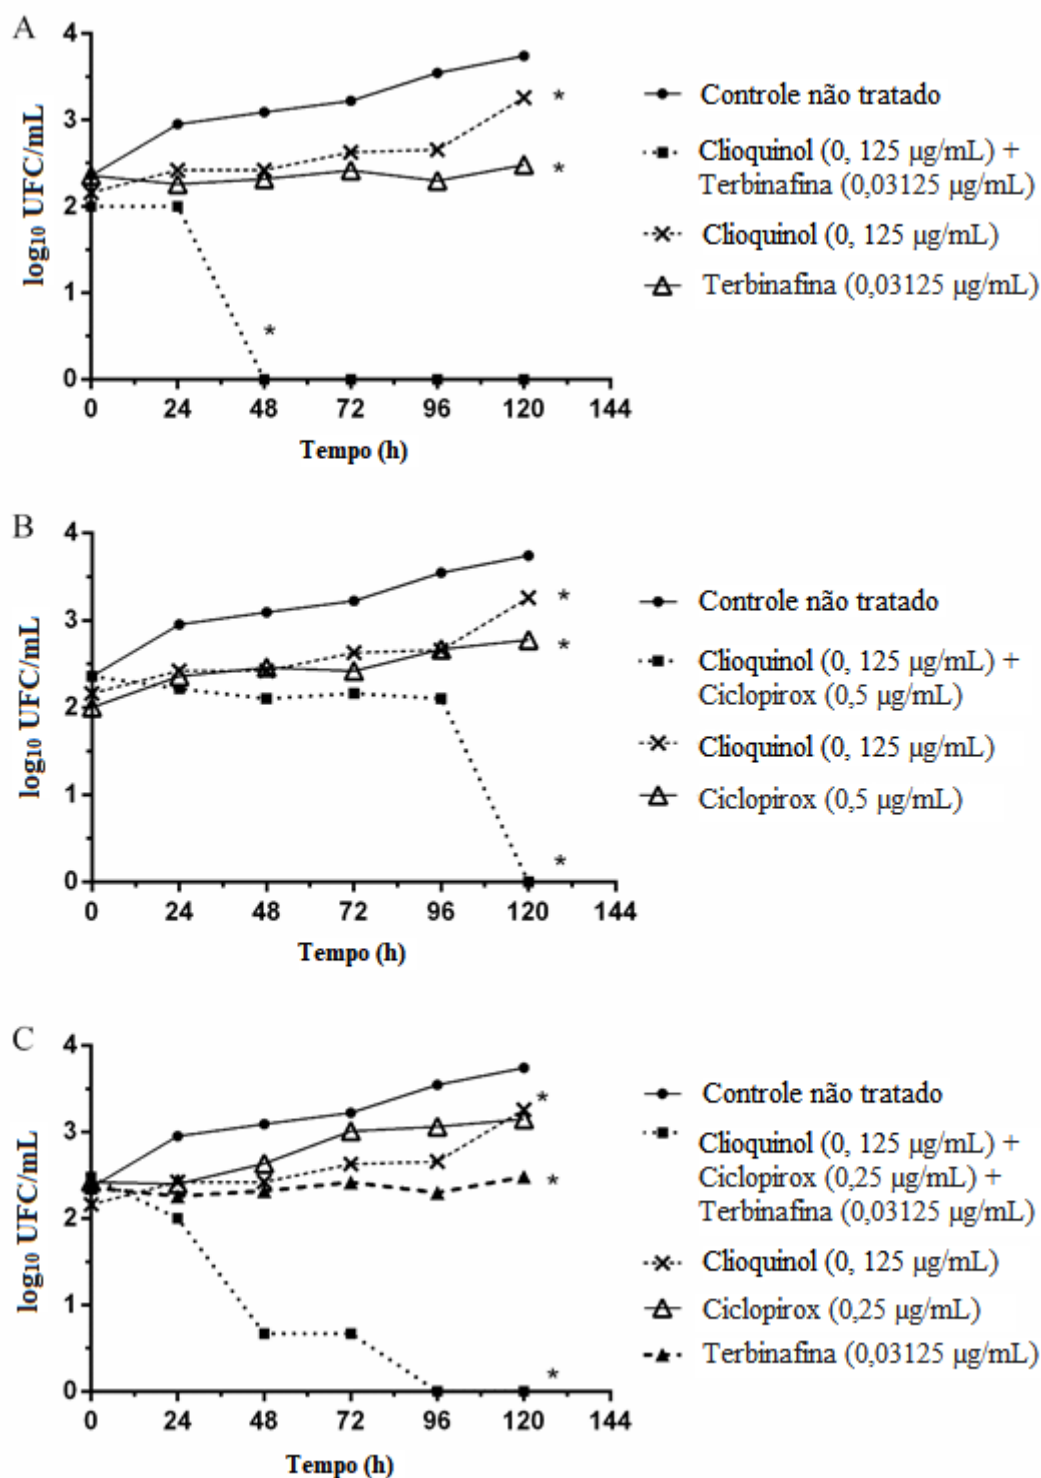 A
4
3
2
1
0
log10 UFC/mL
0 24 48 72 96 120 144
Tempo (h)
*
*
*
Controle não tratado
Clioquinol (0, 125 µg/mL) +
Terbinafina (0,03125 µg/mL)
Clioquinol (0, 125 µg/mL)
Terbinafina (0,03125 µg/mL)
B
4
3
2
1
0
log10 UFC/mL
0 24 48 72 96 120 144
Tempo (h)
*
*
*
Controle não tratado
Clioquinol (0, 125 µg/mL) +
Ciclopirox (0,5 µg/mL)
Clioquinol (0, 125 µg/mL)
Ciclopirox (0,5 µg/mL)
C
4
3
2
1
0
log10 UFC/mL
0 24 48 72 96 120 144
Tempo (h)
*
*
*
Controle não tratado
Clioquinol (0, 125 µg/mL) +
Ciclopirox (0,25 µg/mL) +
Terbinafina (0,03125 µg/mL)
Clioquinol (0, 125 µg/mL)
Ciclopirox (0,25 µg/mL)
Terbinafina (0,03125 µg/mL)